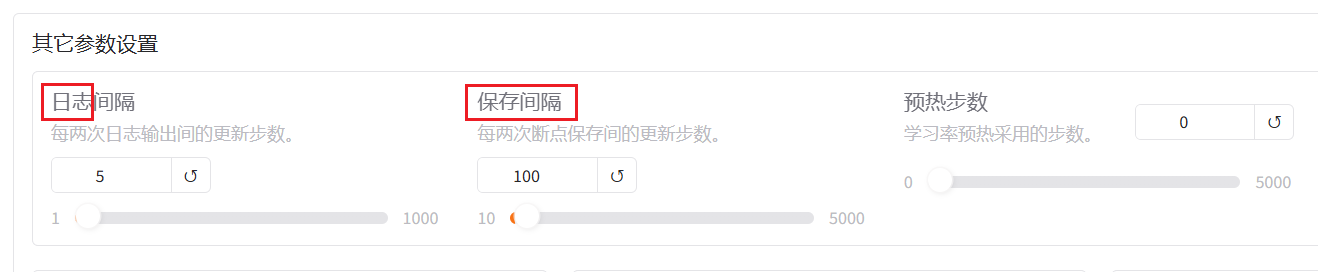 其它参数设置
日志间隔
每两次日志输出间的更新步数。
5
↺
1
1000
保存间隔
每两次断点保存间的更新步数。
100
↺
10
5000
预热步数
学习率预热采用的步数。
0
↺
0
5000